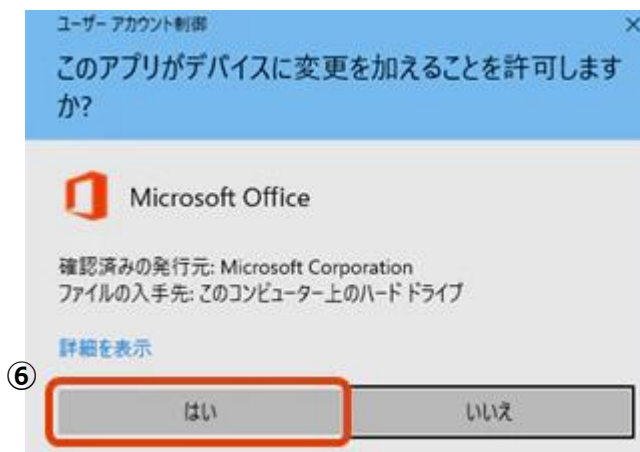 ユーザー アカウント制御
×
このアプリがデバイスに変更を加えることを許可します
か?
Microsoft Office
確認済みの発行元: Microsoft Corporation
ファイルの入手先: このコンピューター上のハード ドライブ
詳細を表示
⑥
はい
いいえ